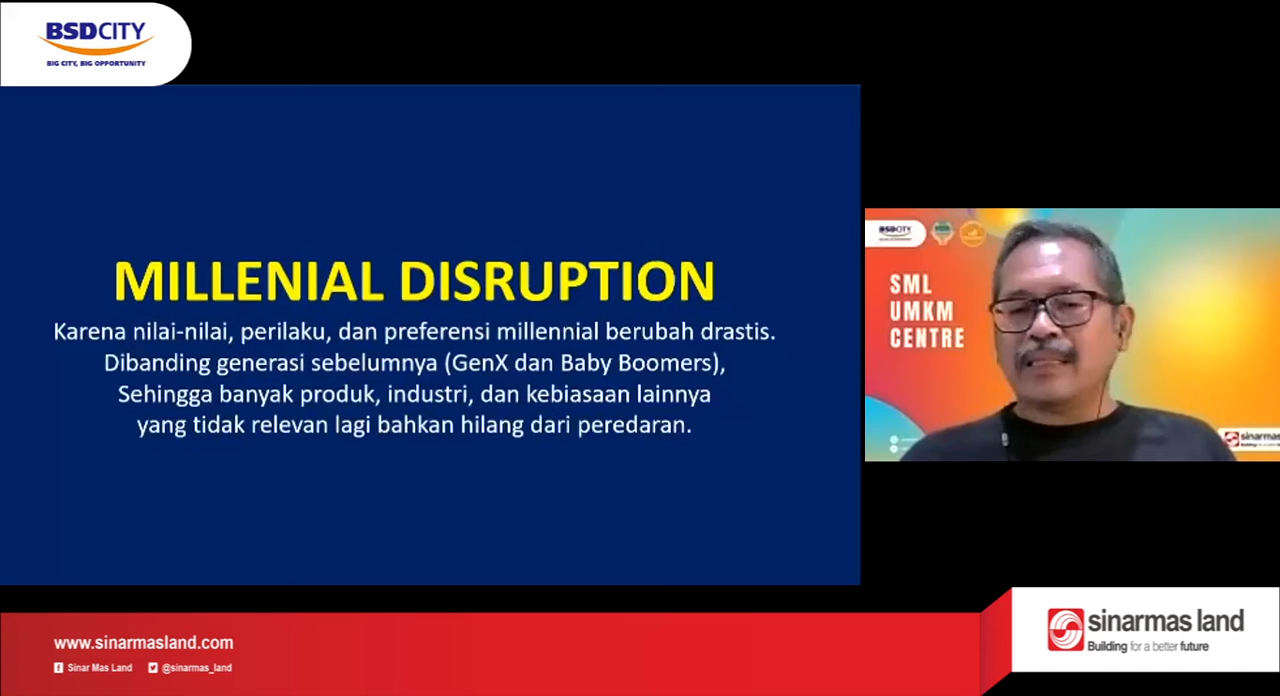 BSDCITY
BIG CITY, BIG OPPORTUNITY
MILLENIAL DISRUPTION
Karena nilai-nilai, perilaku, dan preferensi millennial berubah drastis.
Dibanding generasi sebelumnya (GenX dan Baby Boomers),
Sehingga banyak produk, industri, dan kebiasaan lainnya
yang tidak relevan lagi bahkan hilang dari peredaran.
BSDCITY
SML
UMKM
CENTRE
sinarmas
www.sinarmasland.com
Sinar Mas Land
@sinarmas_land
sinarmas land
Building for a better future